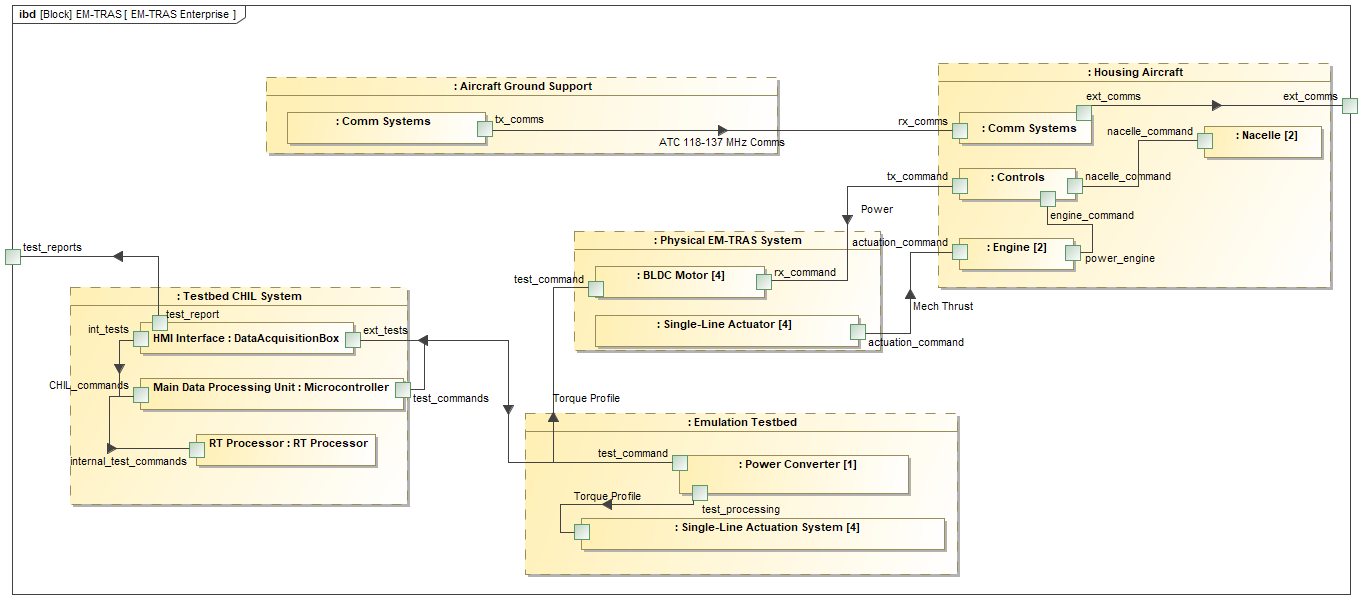 ibd [Block] EM-TRAS [ EM-TRAS Enterprise ]
: Aircraft Ground Support
: Comm Systems
tx_comms
ATC 118-137 MHz Comms
: Housing Aircraft
ext_comms
ext_comms
rx_comms
: Comm Systems
nacelle_command
: Nacelle [2]
tx_command
: Controls
nacelle_command
engine_command
Power
actuation_command
: Engine [2]
power_engine
Mech Thrust
: Physical EM-TRAS System
test_command
: BLDC Motor [4]
rx_command
: Single-Line Actuator [4]
actuation_command
test_reports
: Testbed CHIL System
test_report
int_tests
HMI Interface : DataAcquisitionBox
ext_tests
CHIL_commands
Main Data Processing Unit : Microcontroller
test_commands
RT Processor : RT Processor
internal_test_commands
Torque Profile
: Emulation Testbed
test_command
: Power Converter [1]
Torque Profile
test_processing
: Single-Line Actuation System [4]